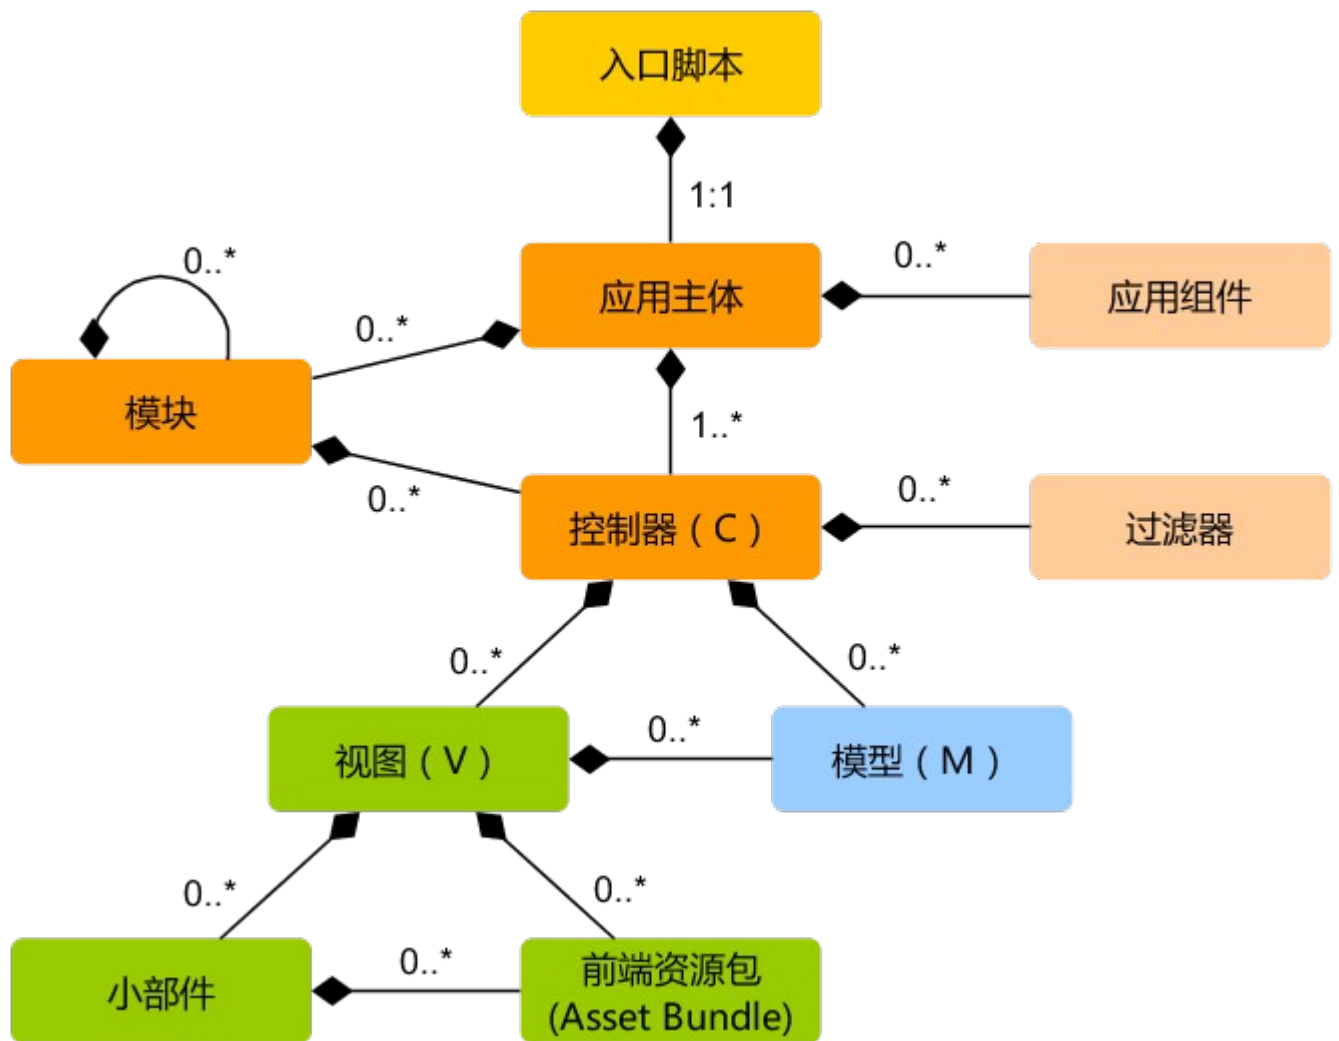 入口脚本
1:1
0..*
0..*
应用主体
应用组件
0..*
模块
1..*
0..*
0..*
控制器（C）
过滤器
0..*
0..*
视图（V）
0..*
模型（M）
0..*
0..*
小部件
0..*
前端资源包
(Asset Bundle)